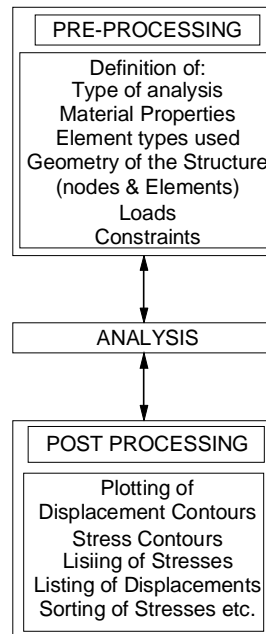 PRE-PROCESSING
Definition of:
Type of analysis
Material Properties
Element types used
Geometry of the Structure
(nodes & Elements)
Loads
Constraints
ANALYSIS
POST PROCESSING
Plotting of
Displacement Contours
Stress Contours
Lisiing of Stresses
Listing of Displacements
Sorting of Stresses etc.